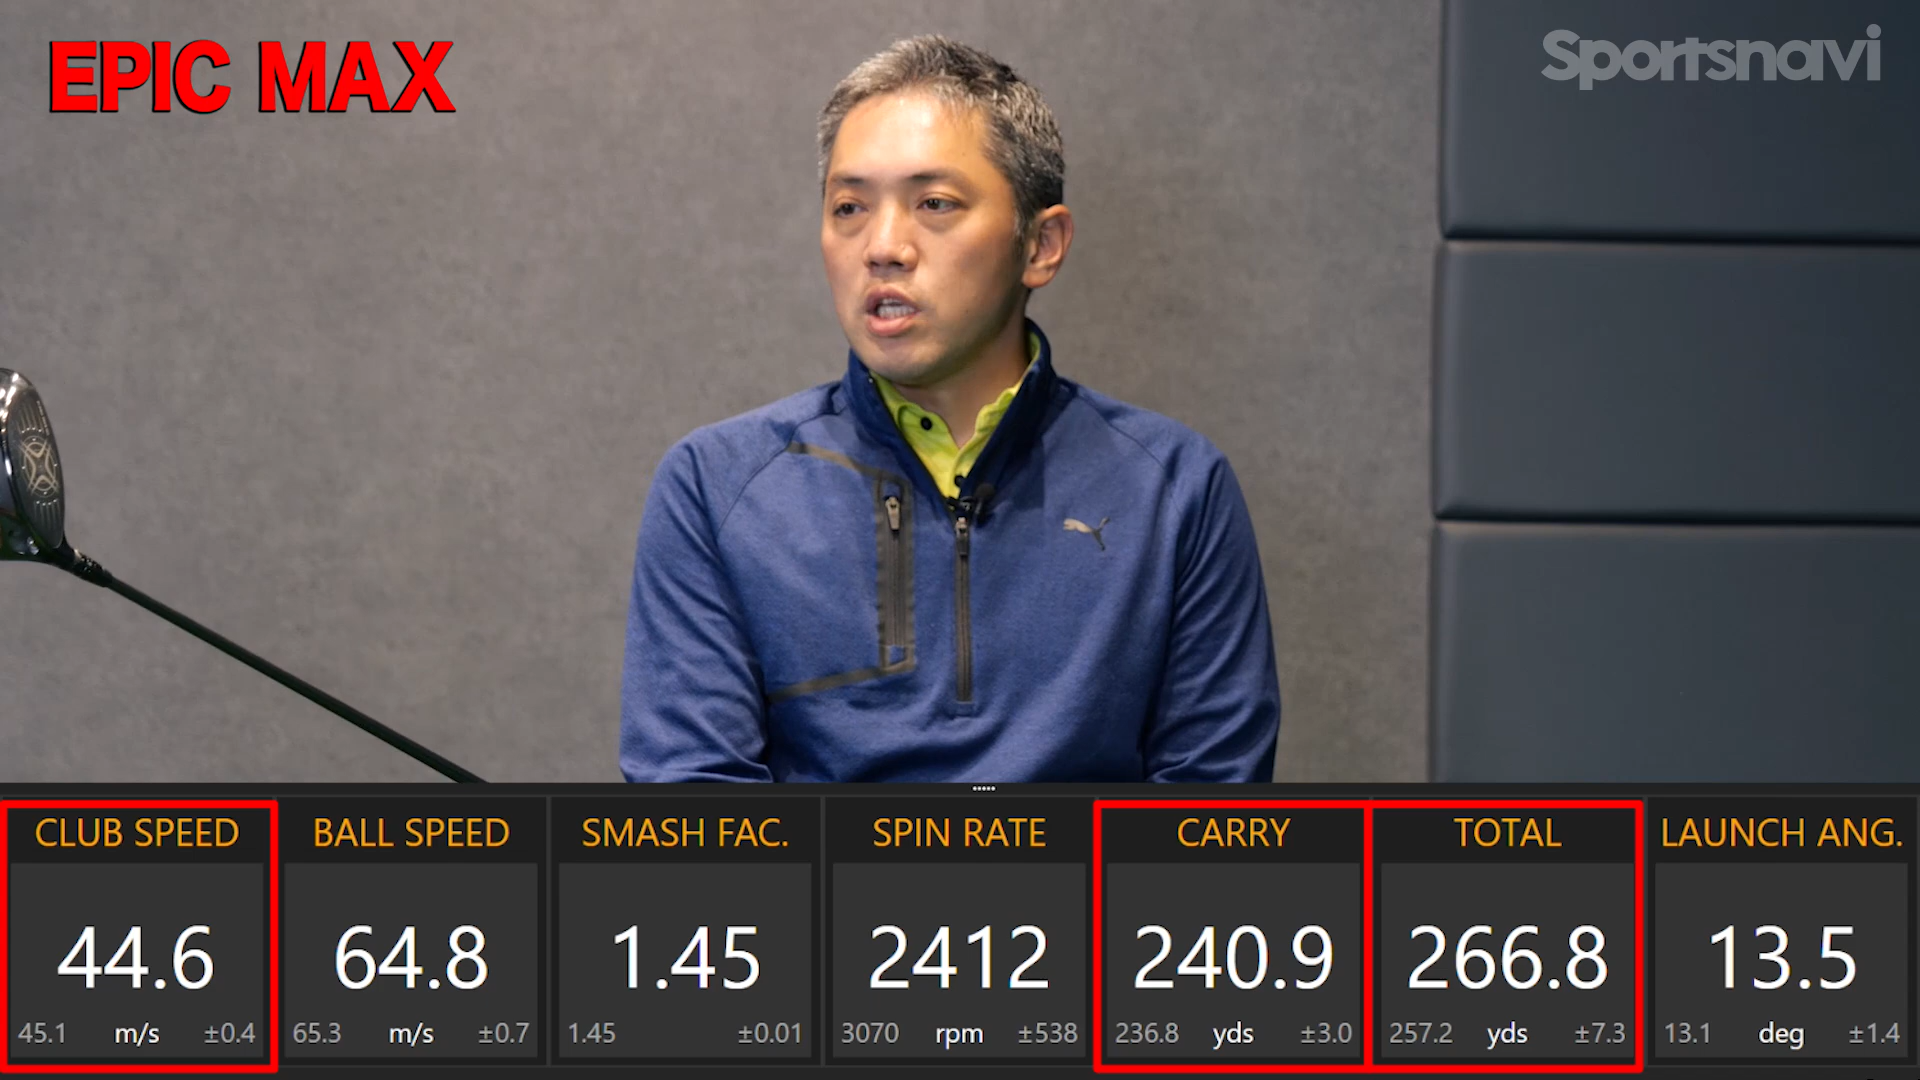 EPIC MAX
Sportsnavi
CLUB SPEED
44.6
45.1 m/s ±0.4
BALL SPEED
64.8
65.3 m/s ±0.7
SMASH FAC.
1.45
1.45 ±0.01
SPIN RATE
2412
3070 rpm ±538
CARRY
240.9
236.8 yds ±3.0
TOTAL
266.8
257.2 yds ±7.3
LAUNCH ANG.
13.5
13.1 deg ±1.4